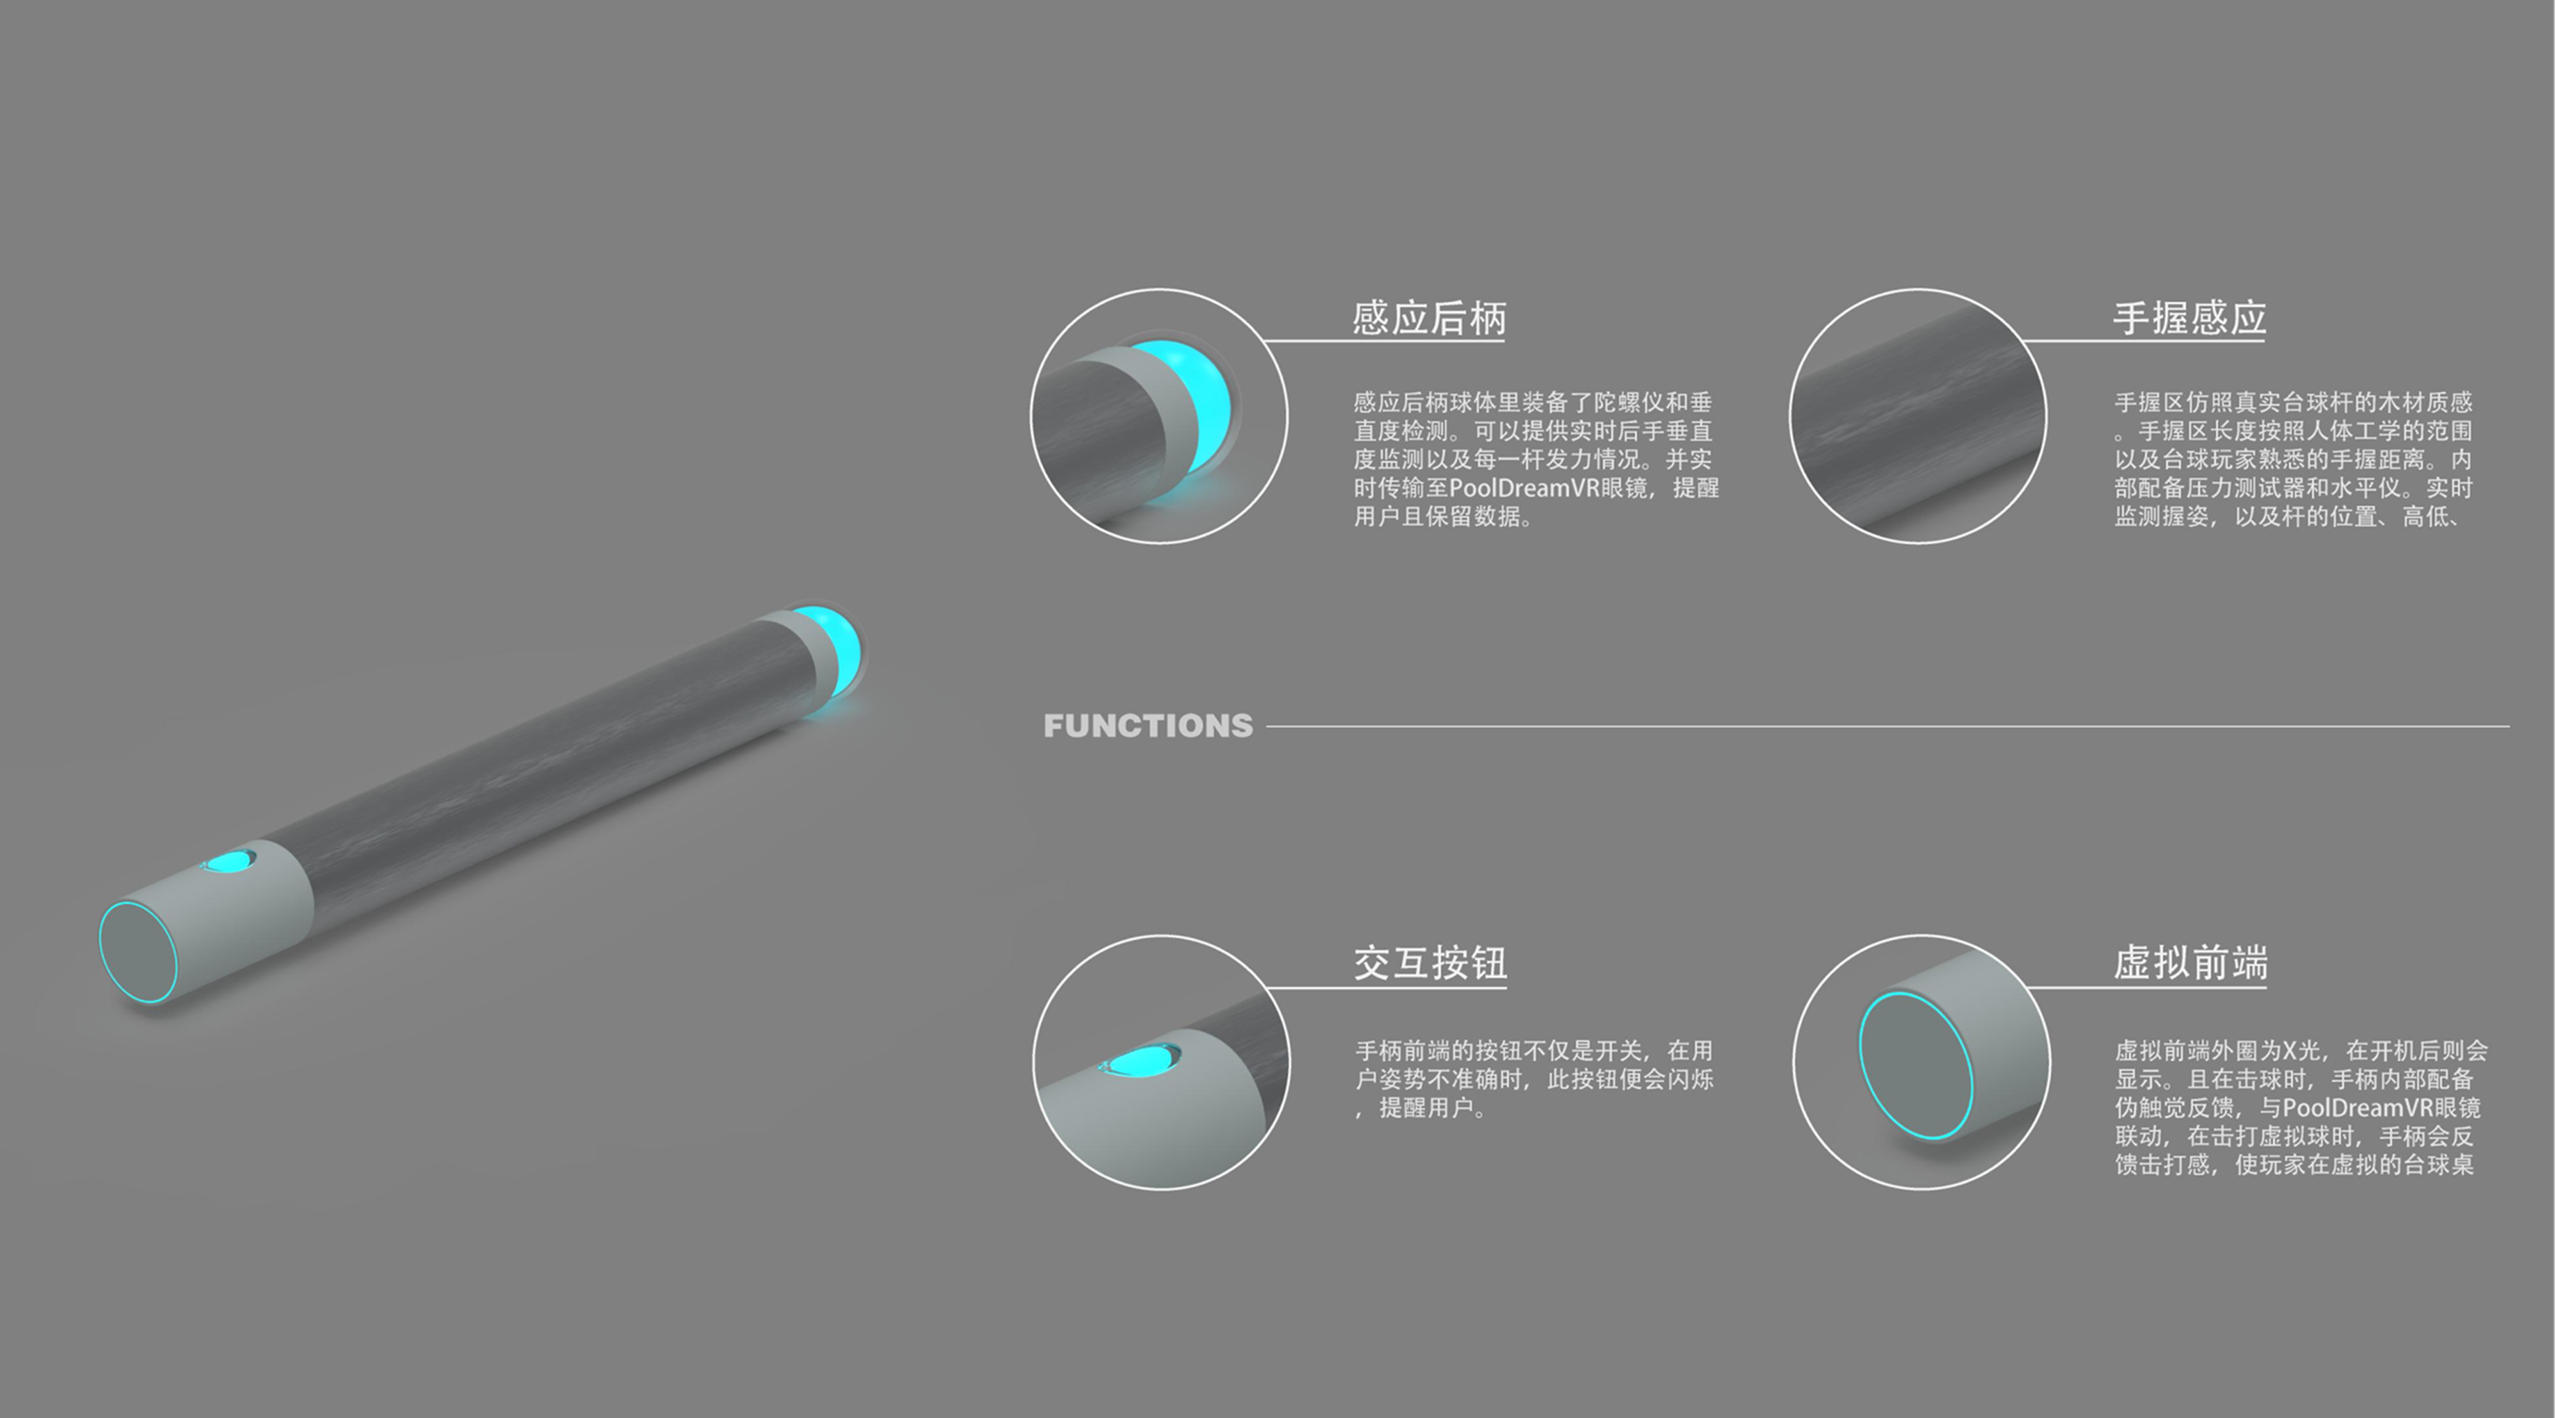 感应后柄
感应后柄球体里装备了陀螺仪和垂
直度检测。可以提供实时后手垂直
度监测以及每一杆发力情况。并实
时传输至PoolDreamVR眼镜，提醒
用户且保留数据。
手握感应
手握区仿照真实台球杆的木材质感
。手握区长度按照人体工学的范围
以及台球玩家熟悉的手握距离。内
部配备压力测试器和水平仪。实时
监测握姿，以及杆的位置、高低、
FUNCTIONS
交互按钮
手柄前端的按钮不仅是开关，在用
户姿势不准确时，此按钮便会闪烁
，提醒用户。
虚拟前端
虚拟前端外圈为X光，在开机后则会
显示。且在击球时，手柄内部配备
伪触觉反馈，与PoolDreamVR眼镜
联动，在击打虚拟球时，手柄会反
馈击打感，使玩家在虚拟的台球桌